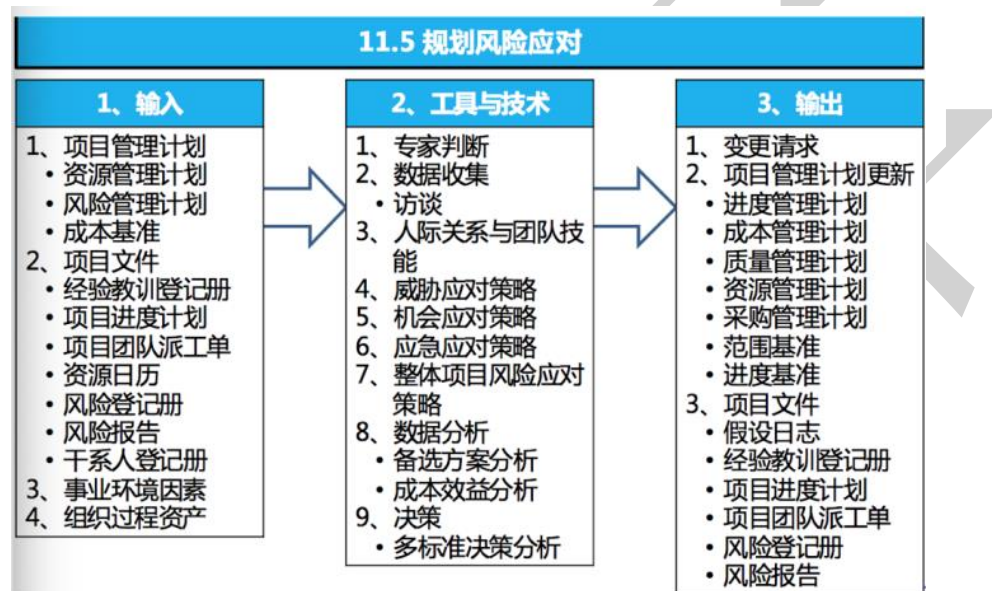 11.5 规划风险应对
1、输入
1、项目管理计划
• 资源管理计划
• 风险管理计划
• 成本基准
2、项目文件
• 经验教训登记册
• 项目进度计划
• 项目团队派工单
• 资源日历
• 风险登记册
• 风险报告
• 干系人登记册
3、事业环境因素
4、组织过程资产
2、工具与技术
1、专家判断
2、数据收集
• 访谈
3、人际关系与团队技
能
4、威胁应对策略
5、机会应对策略
6、应急应对策略
7、整体项目风险应对
策略
8、数据分析
• 备选方案分析
• 成本效益分析
9、决策
• 多标准决策分析
3、输出
1、变更请求
2、项目管理计划更新
• 进度管理计划
• 成本管理计划
• 质量管理计划
• 资源管理计划
• 采购管理计划
• 范围基准
• 进度基准
3、项目文件
• 假设日志
• 经验教训登记册
• 项目进度计划
• 项目团队派工单
• 风险登记册
• 风险报告